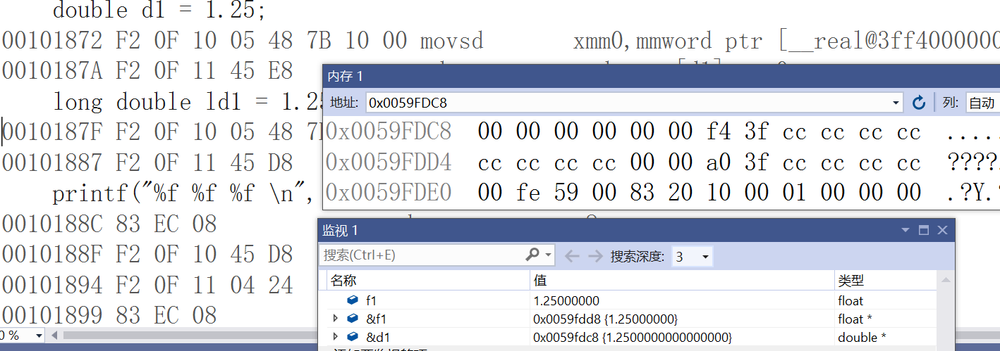 double d1 = 1.25;
00101872 F2 0F 10 05 48 7B 10 00 movsd xmm0,mmword ptr [__real@3ff4000000
0010187A F2 0F 11 45 E8
long double ld1 = 1.25
0010187F F2 0F 10 05 48
00101887 F2 0F 11 45 D8
printf("%f %f %f \n",
0010188C 83 EC 08
0010188F F2 0F 10 45 D8
00101894 F2 0F 11 04 24
00101899 83 EC 08
0 %
内存 1
地址: 0x0059FDC8 列: 自动
0x0059FDC8 00 00 00 00 00 00 f4 3f cc cc cc cc .....
0x0059FDD4 cc cc cc cc 00 00 a0 3f cc cc cc cc ????
0x0059FDE0 00 fe 59 00 83 20 10 00 01 00 00 00 .?Y.
监视 1
搜索(Ctrl+E) 搜索深度: 3
名称 值 类型
f1 1.25000000 float
&f1 0x0059fdd8 {1.25000000} float *
&d1 0x0059fdc8 {1.2500000000000000} double *